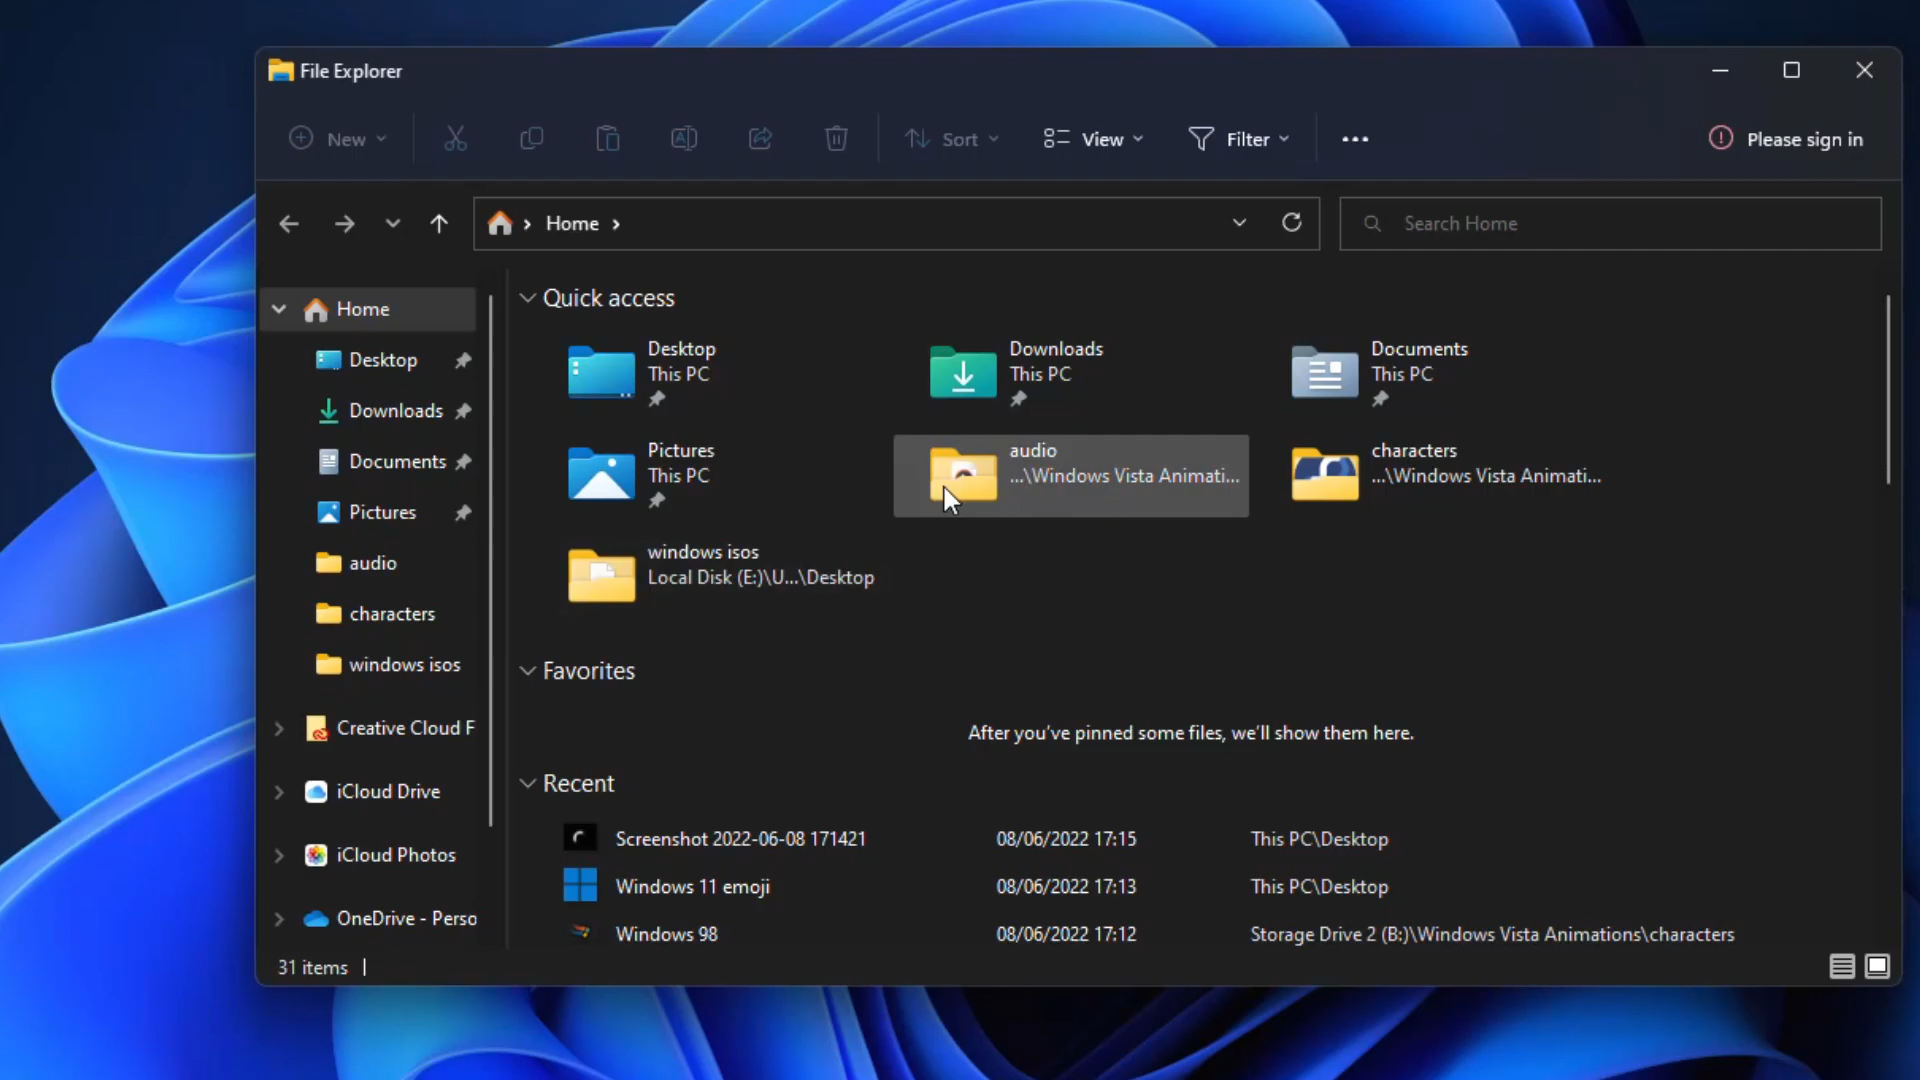 File Explorer
New
Sort
View
Filter
Please sign in
Home
Search Home
Home
Desktop
Downloads
Documents
Pictures
audio
characters
windows isos
Creative Cloud F
iCloud Drive
iCloud Photos
OneDrive - Perso
Quick access
Desktop
This PC
Downloads
This PC
Documents
This PC
Pictures
This PC
audio
...\Windows Vista Animati...
characters
...\Windows Vista Animati...
windows isos
Local Disk (E:)\U...\Desktop
Favorites
After you've pinned some files, we'll show them here.
Recent
Screenshot 2022-06-08 171421 08/06/2022 17:15 This PC\Desktop
Windows 11 emoji 08/06/2022 17:13 This PC\Desktop
Windows 98 08/06/2022 17:12 Storage Drive 2 (B:)\Windows Vista Animations\characters
31 items